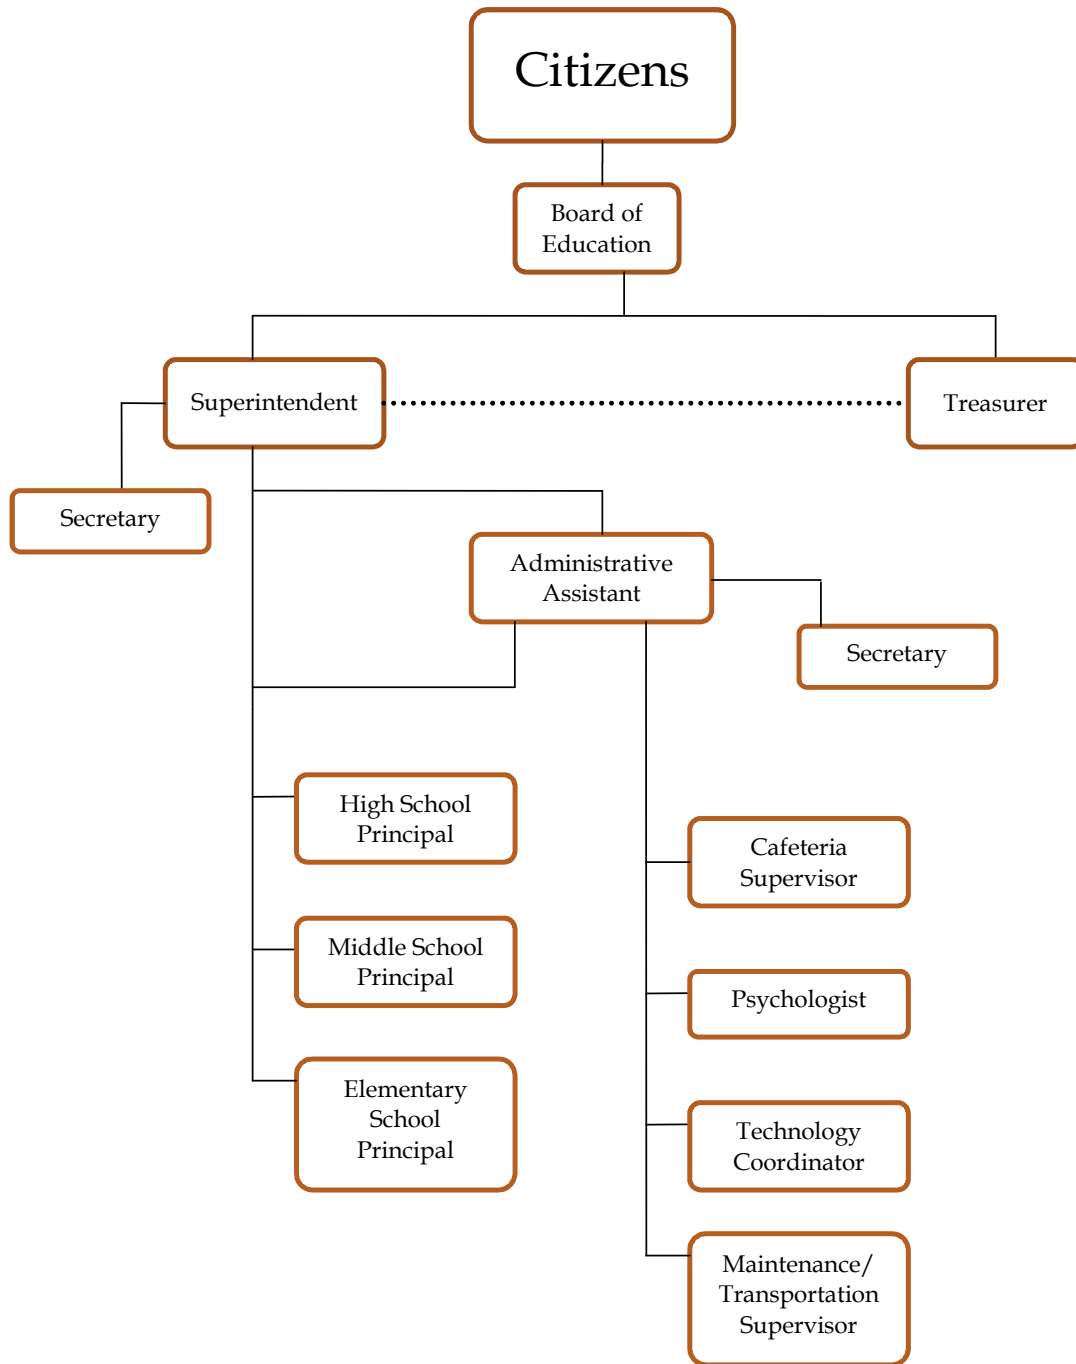 Citizens
Board of
Education
Superintendent
Treasurer
Secretary
Administrative
Assistant
Secretary
High School
Principal
Cafeteria
Supervisor
Middle School
Principal
Psychologist
Elementary
School
Principal
Technology
Coordinator
Maintenance/
Transportation
Supervisor